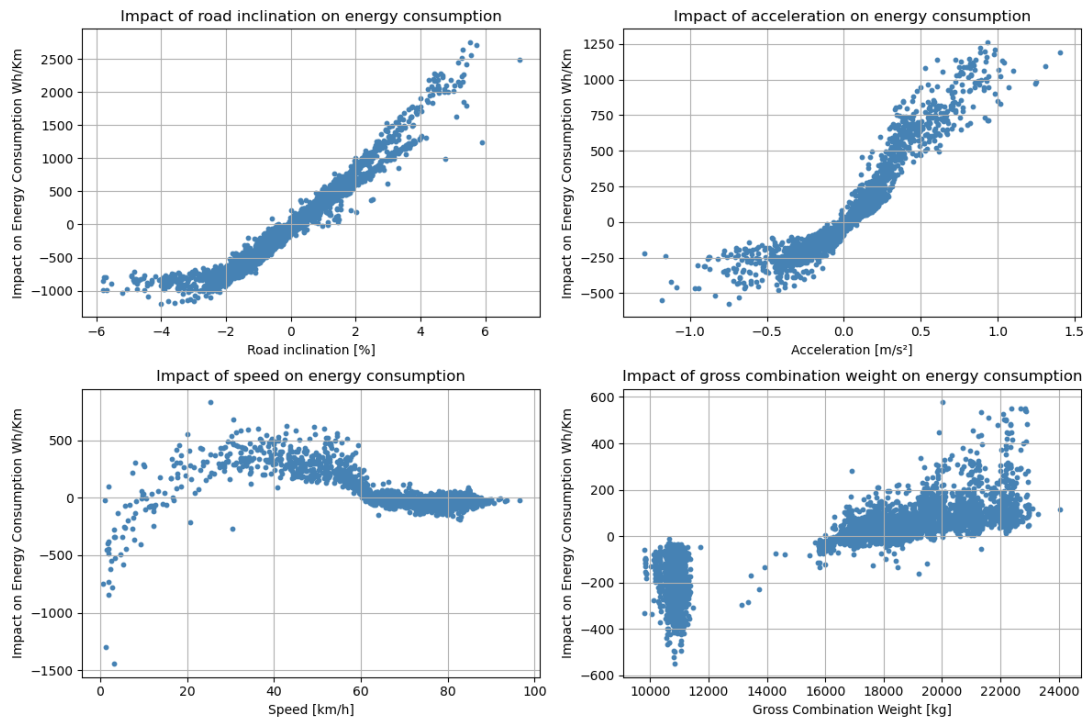 Impact of road inclination on energy consumption
Impact on Energy Consumption Wh/Km
2500
2000
1500
1000
500
0
−500
−1000
−6 −4 −2 0 2 4 6
Road inclination [%]
Impact of acceleration on energy consumption
Impact on Energy Consumption Wh/Km
1250
1000
750
500
250
0
−250
−500
−1.0 −0.5 0.0 0.5 1.0 1.5
Acceleration [m/s²]
Impact of speed on energy consumption
Impact on Energy Consumption Wh/Km
500
0
−500
−1000
−1500
0 20 40 60 80 100
Speed [km/h]
Impact of gross combination weight on energy consumption
Impact on Energy Consumption Wh/Km
600
400
200
0
−200
−400
−600
10000 12000 14000 16000 18000 20000 22000 24000
Gross Combination Weight [kg]